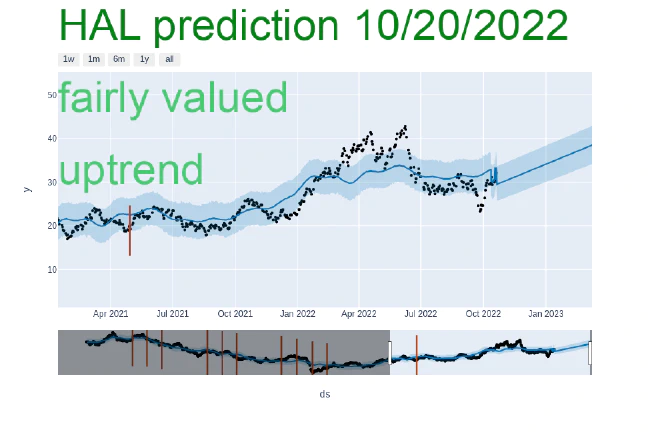 HAL prediction 10/20/2022
1w 1m 6m 1y all
50
fairly valued
40
uptrend
30
y
20
10
Apr 2021 Jul 2021 Oct 2021 Jan 2022 Apr 2022 Jul 2022 Oct 2022 Jan 2023
ds